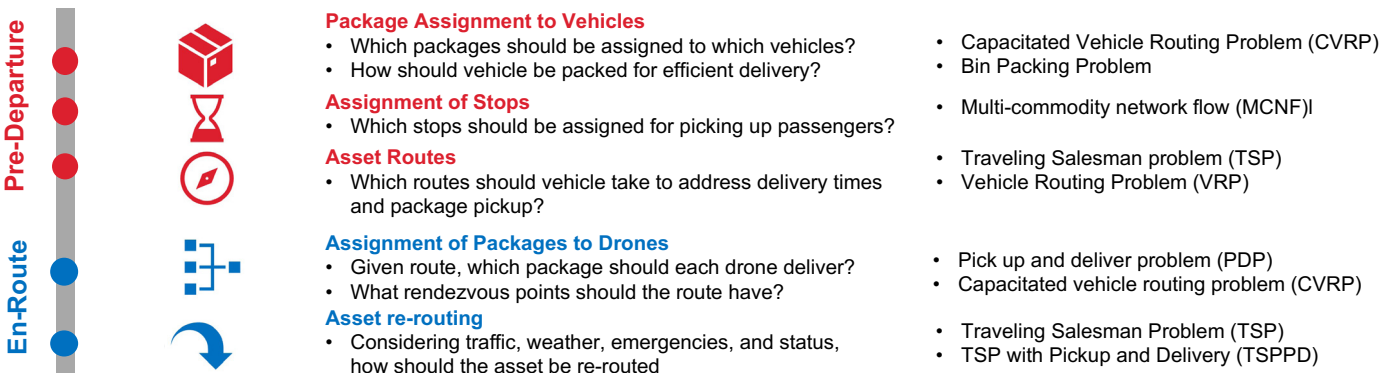 Pre-Departure
Package Assignment to Vehicles
• Which packages should be assigned to which vehicles?
• How should vehicle be packed for efficient delivery?
• Capacitated Vehicle Routing Problem (CVRP)
• Bin Packing Problem
Assignment of Stops
• Which stops should be assigned for picking up passengers?
• Multi-commodity network flow (MCNF)l
Asset Routes
• Which routes should vehicle take to address delivery times
and package pickup?
• Traveling Salesman problem (TSP)
• Vehicle Routing Problem (VRP)
En-Route
Assignment of Packages to Drones
• Given route, which package should each drone deliver?
• What rendezvous points should the route have?
• Pick up and deliver problem (PDP)
• Capacitated vehicle routing problem (CVRP)
Asset re-routing
• Considering traffic, weather, emergencies, and status,
how should the asset be re-routed
• Traveling Salesman Problem (TSP)
• TSP with Pickup and Delivery (TSPPD)